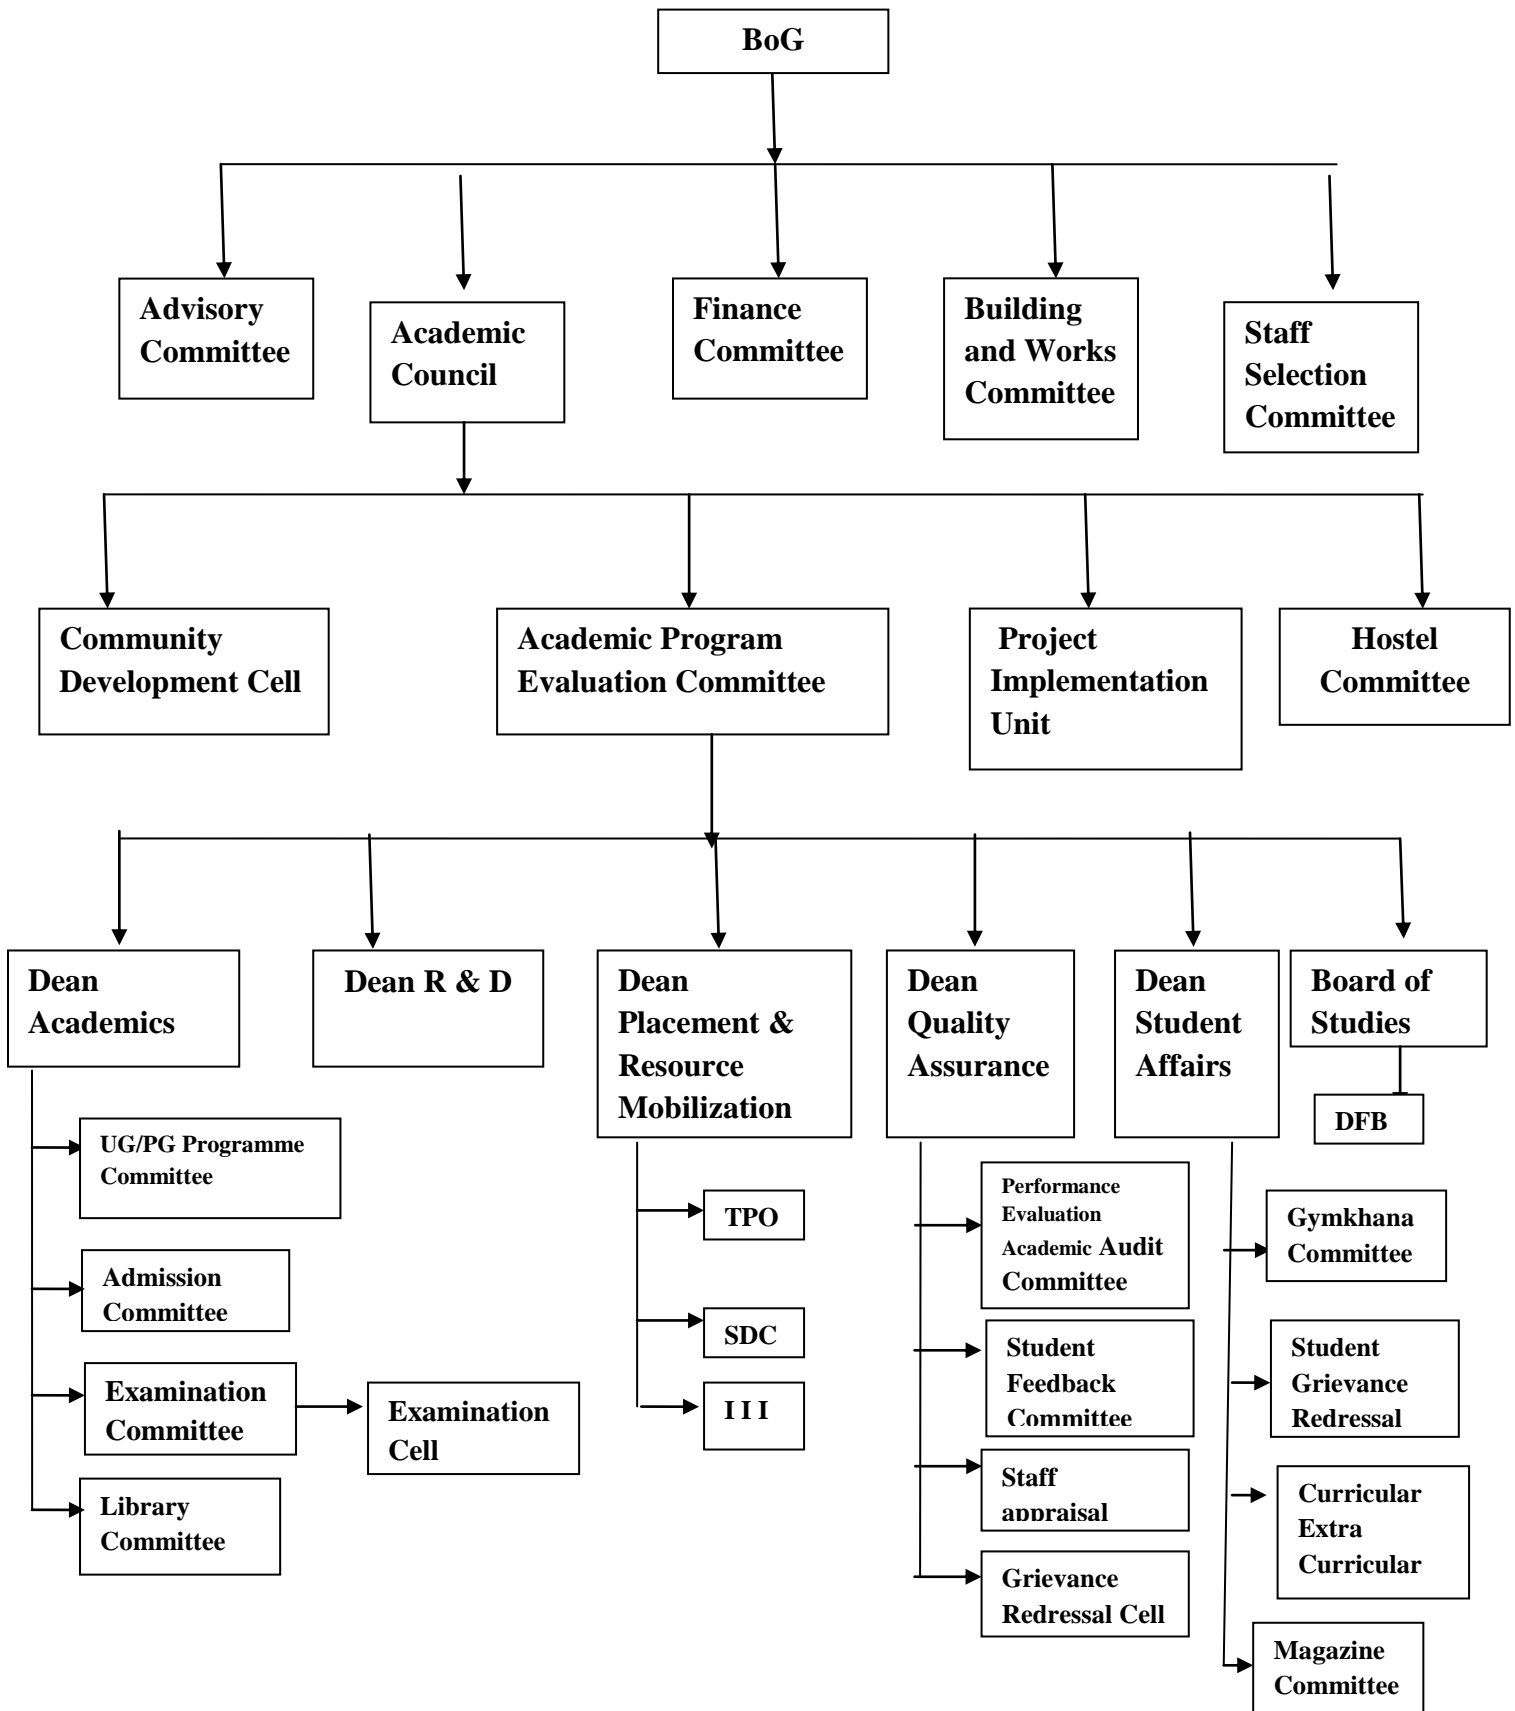 BoG
Advisory
Committee
Academic
Council
Finance
Committee
Building
and Works
Committee
Staff
Selection
Committee
Community
Development Cell
Academic Program
Evaluation Committee
Project
Implementation
Unit
Hostel
Committee
Dean
Academics
Dean R & D
Dean
Placement &
Resource
Mobilization
Dean
Quality
Assurance
Dean
Student
Affairs
Board of
Studies
DFB
UG/PG Programme
Committee
Admission
Committee
Examination
Committee
Examination
Cell
Library
Committee
TPO
SDC
I I I
Performance
Evaluation
Academic Audit
Committee
Student
Feedback
Committee
Staff
appraisal
Grievance
Redressal Cell
Gymkhana
Committee
Student
Grievance
Redressal
Curricular
Extra
Curricular
Magazine
Committee